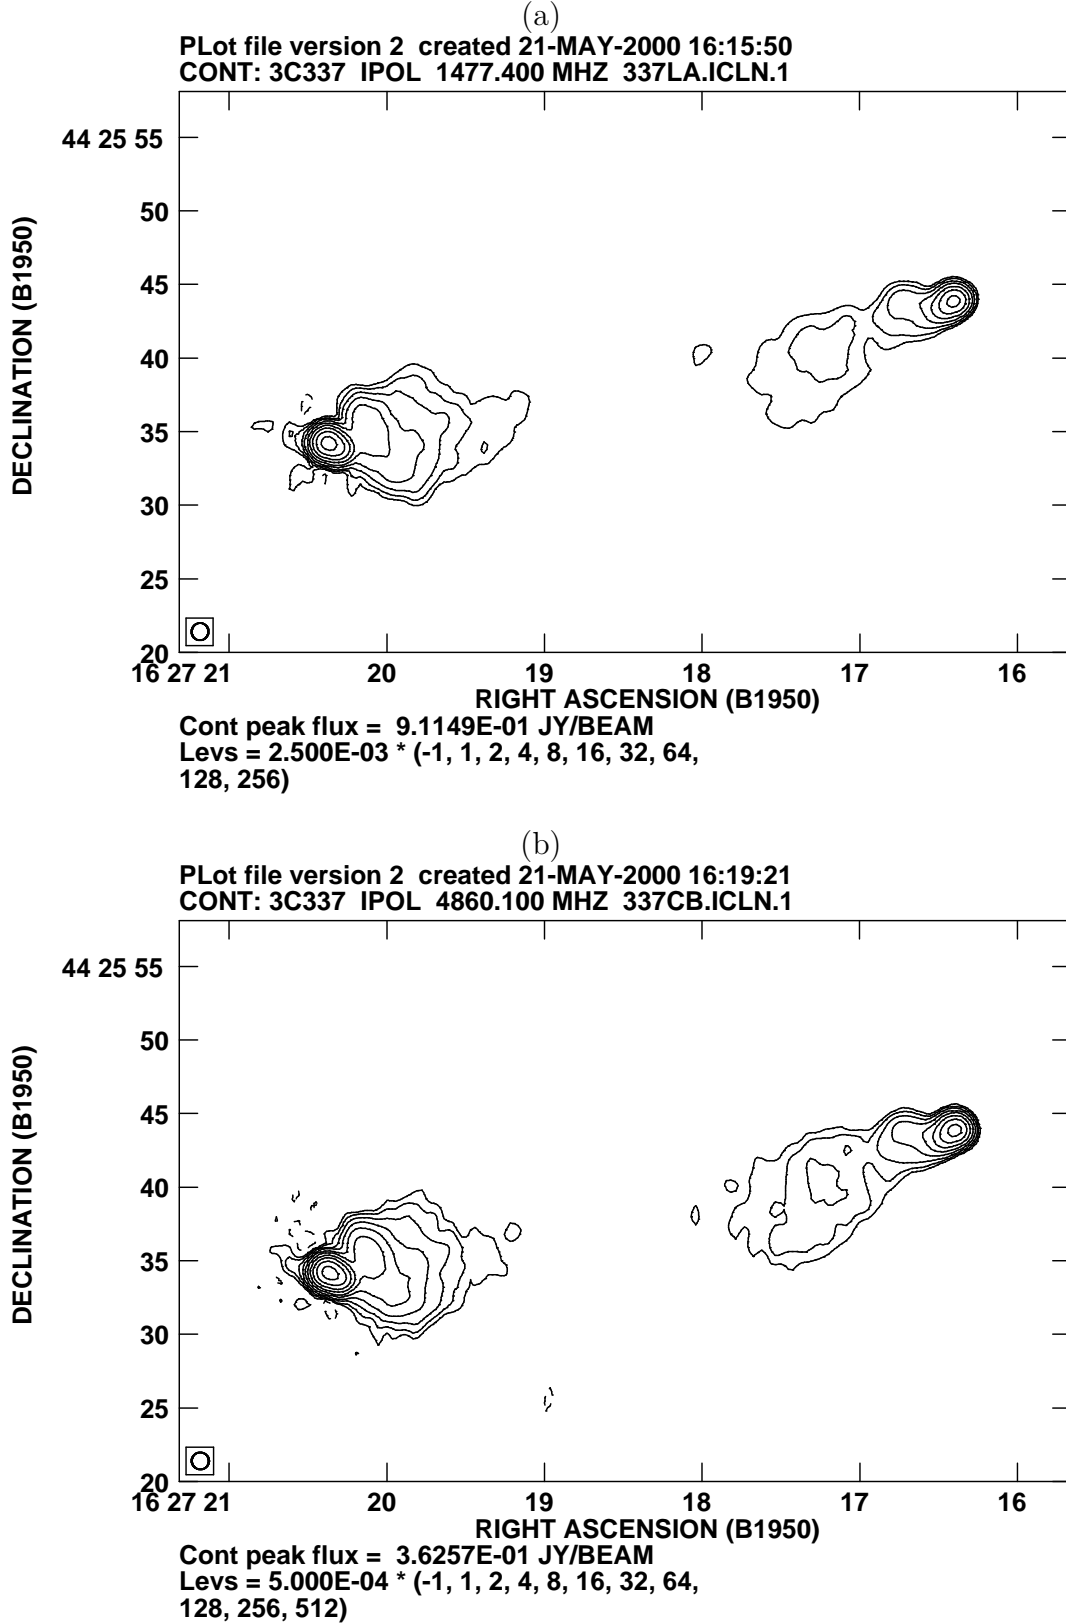 (a)
PLot file version 2 created 21-MAY-2000 16:15:50
CONT: 3C337 IPOL 1477.400 MHZ 337LA.ICLN.1
44 25 55
50
45
40
35
30
25
20
DECLINATION (B1950)
16 27 21 20 19 18 17 16
RIGHT ASCENSION (B1950)
Cont peak flux = 9.1149E-01 JY/BEAM
Levs = 2.500E-03 * (-1, 1, 2, 4, 8, 16, 32, 64,
128, 256)
(b)
PLot file version 2 created 21-MAY-2000 16:19:21
CONT: 3C337 IPOL 4860.100 MHZ 337CB.ICLN.1
44 25 55
50
45
40
35
30
25
20
DECLINATION (B1950)
16 27 21 20 19 18 17 16
RIGHT ASCENSION (B1950)
Cont peak flux = 3.6257E-01 JY/BEAM
Levs = 5.000E-04 * (-1, 1, 2, 4, 8, 16, 32, 64,
128, 256, 512)